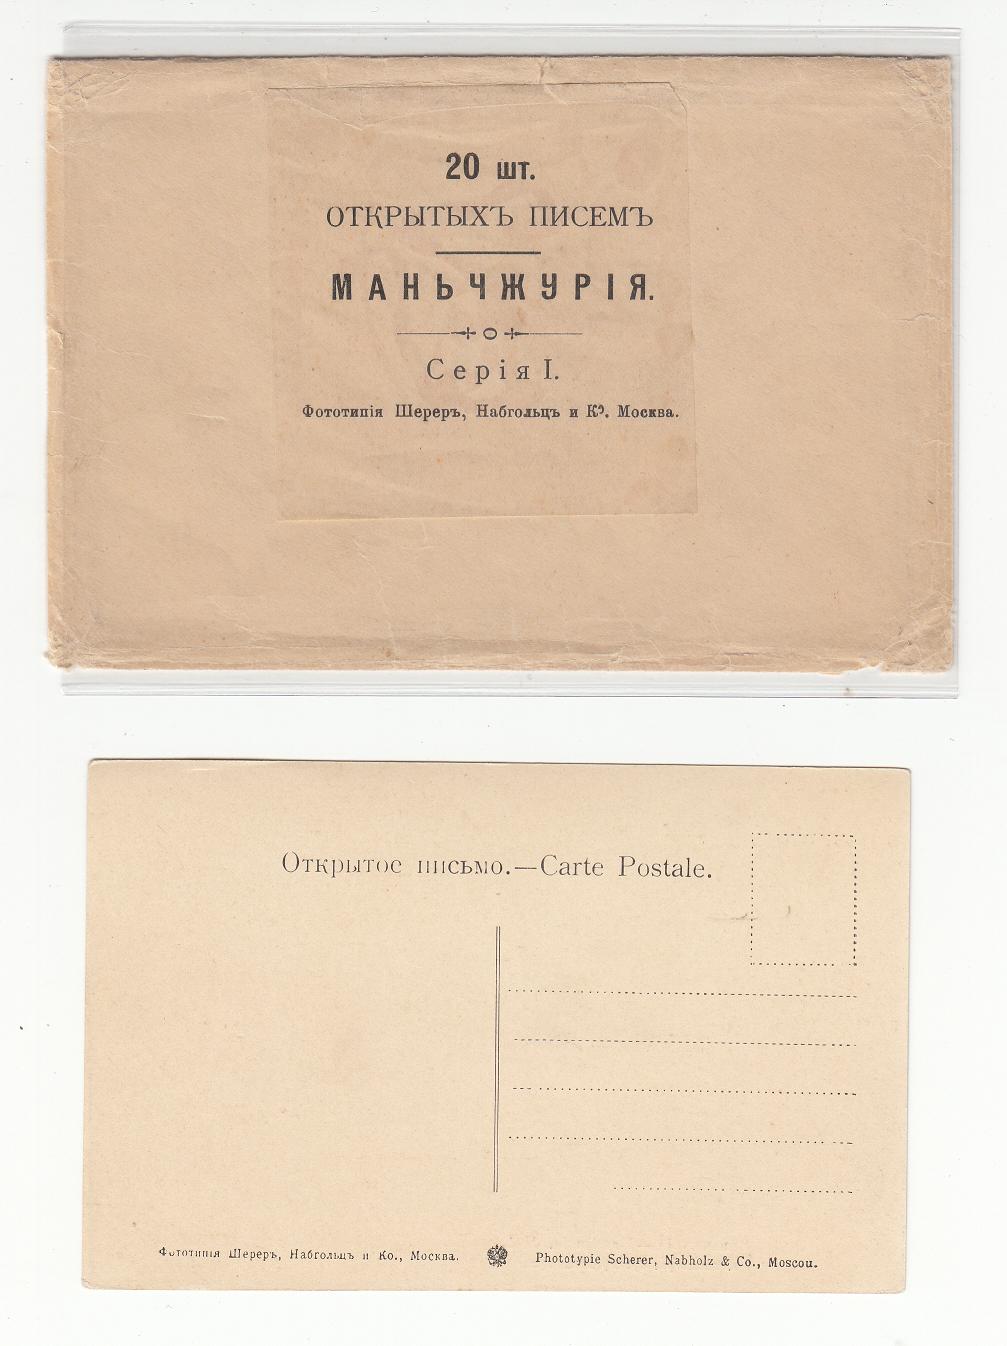 20 шт.
ОТКРЫТЫХЪ ПИСЕМЪ
МАНЬЧЖУРІЯ.
Серія I.
Фототипія Шереръ, Набгольцъ и Кº. Москва.
Открытое письмо.—Carte Postale.
Фототипія Шереръ, Набгольцъ и Ко., Москва.
Phototypie Scherer, Nabholz & Co., Moscou.